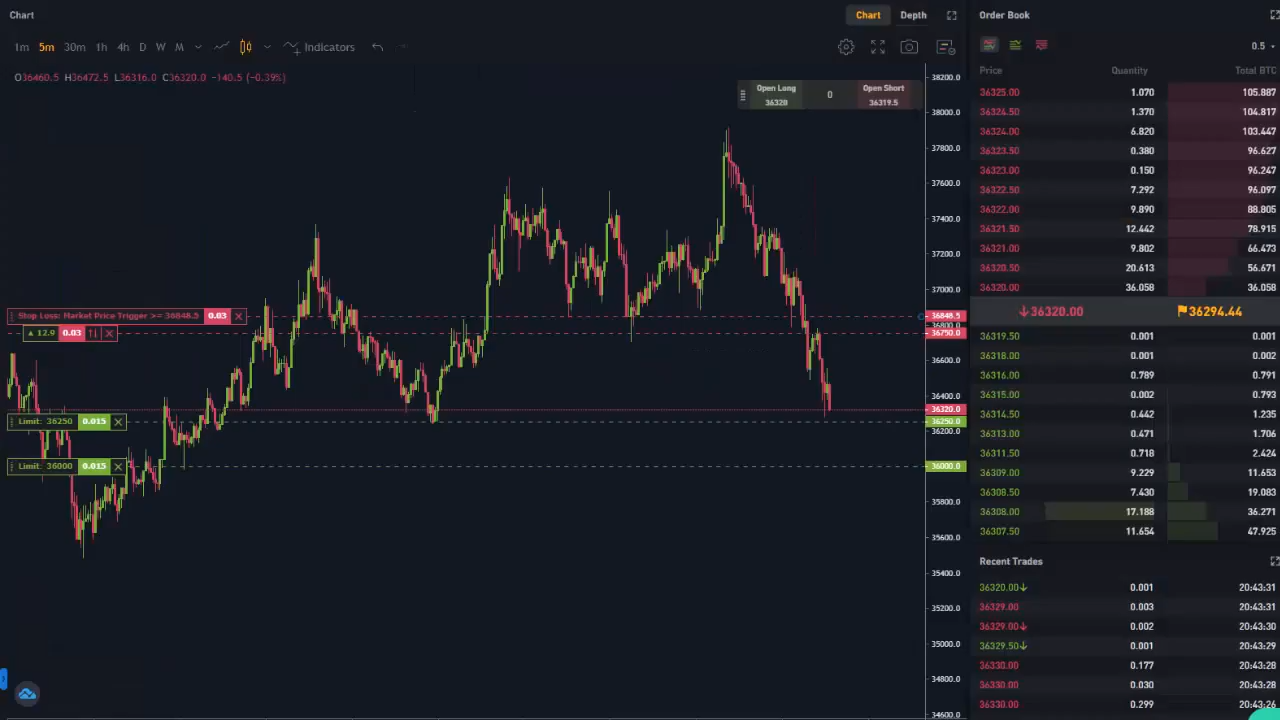 Chart
Chart Depth
1m 5m 30m 1h 4h D W M Indicators
O36460.5 H36472.5 L36316.0 C36320.0 -140.5 (-0.39%)
Open Long 36320
0
Open Short 36319.5
38200.0
38000.0
37800.0
37600.0
37400.0
37200.0
37000.0
36848.5
36800.0
36750.0
36600.0
36400.0
36320.0
36250.0
36200.0
36000.0
35800.0
35600.0
35400.0
35200.0
35000.0
34800.0
34600.0
Stop Loss: Market Price Trigger >= 36848.5 0.03
12.9 0.03
Limit: 36250 0.015
Limit: 36000 0.015
Order Book
0.5
Price Quantity Total BTC
36325.00 1.070 105.887
36324.50 1.370 104.817
36324.00 6.820 103.447
36323.50 0.380 96.627
36323.00 0.150 96.247
36322.50 7.292 96.097
36322.00 9.890 88.805
36321.50 12.442 78.915
36321.00 9.802 66.473
36320.50 20.613 56.671
36320.00 36.058 36.058
↓36320.00 36294.44
36319.50 0.001 0.001
36318.00 0.001 0.002
36316.00 0.789 0.791
36315.00 0.002 0.793
36314.50 0.442 1.235
36313.00 0.471 1.706
36311.50 0.718 2.424
36309.00 9.229 11.653
36308.50 7.430 19.083
36308.00 17.188 36.271
36307.50 11.654 47.925
Recent Trades
36320.00↓ 0.001 20:43:31
36329.00 0.003 20:43:31
36329.00↓ 0.002 20:43:30
36329.50↓ 0.001 20:43:29
36330.00 0.177 20:43:28
36330.00 0.030 20:43:28
36330.00 0.299 20:43:26